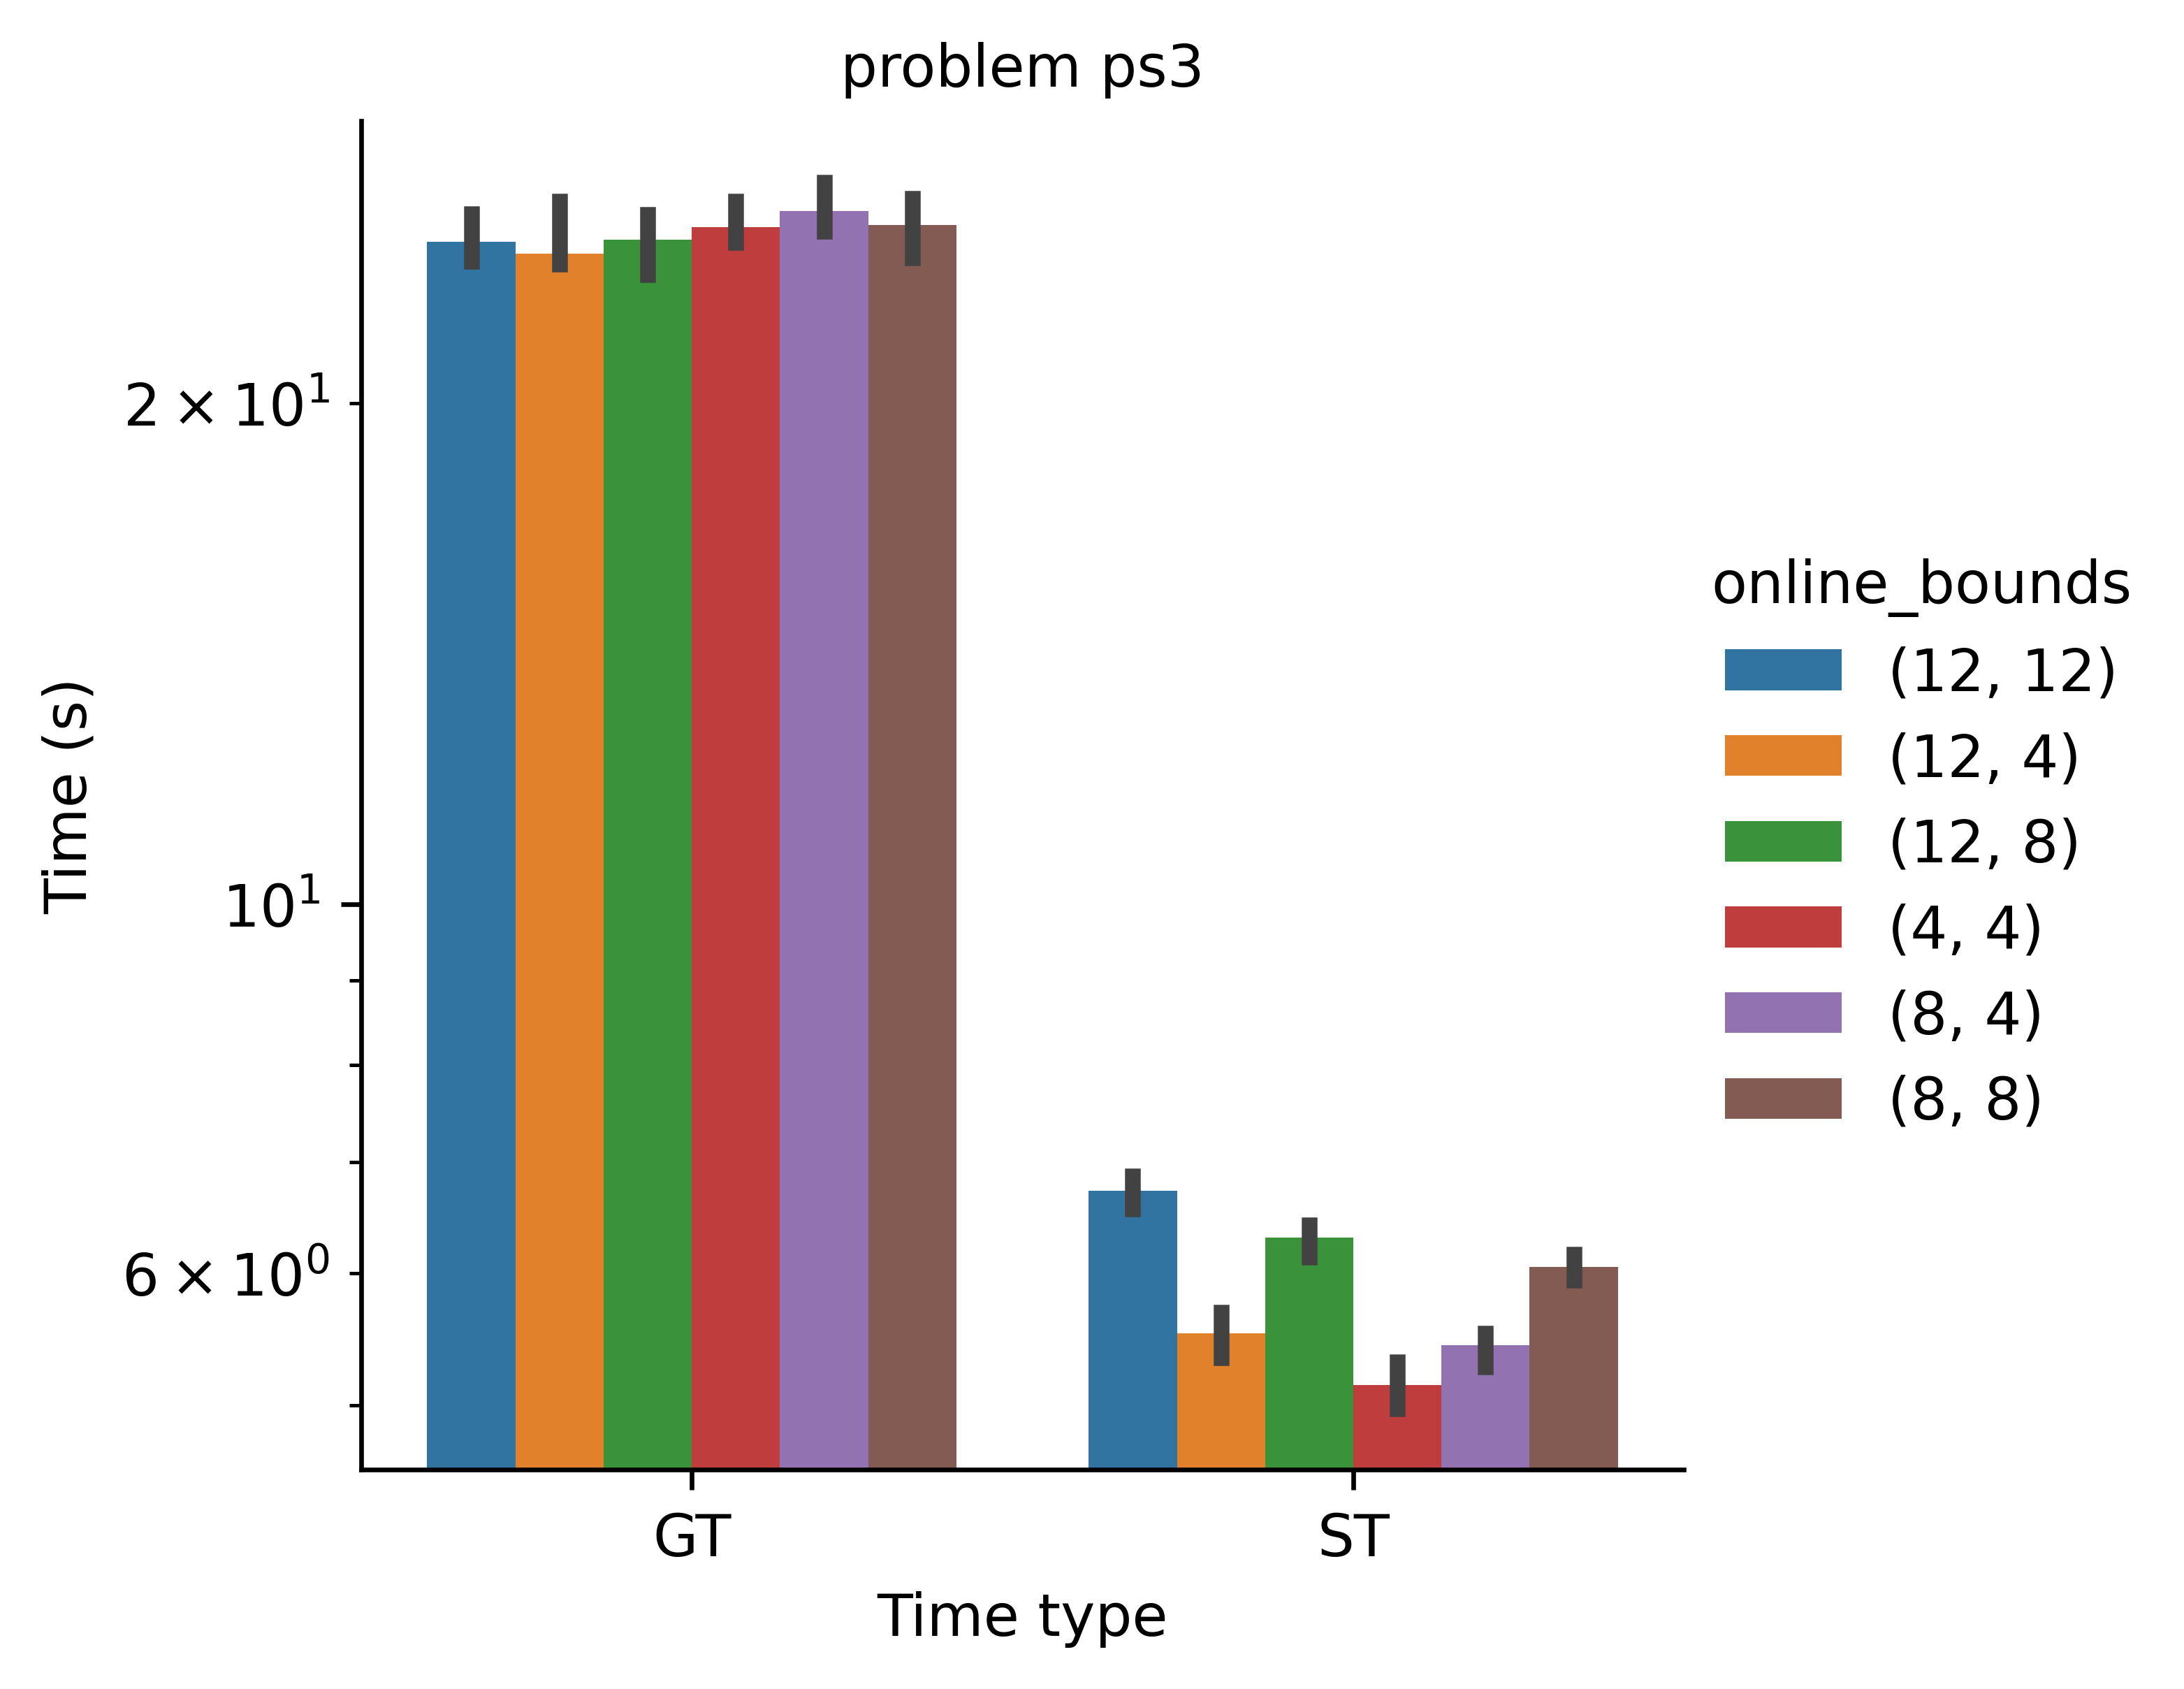 problem ps3
Time (s)
2 × 10¹
10¹
6 × 10⁰
GT
ST
Time type
online_bounds
(12, 12)
(12, 4)
(12, 8)
(4, 4)
(8, 4)
(8, 8)